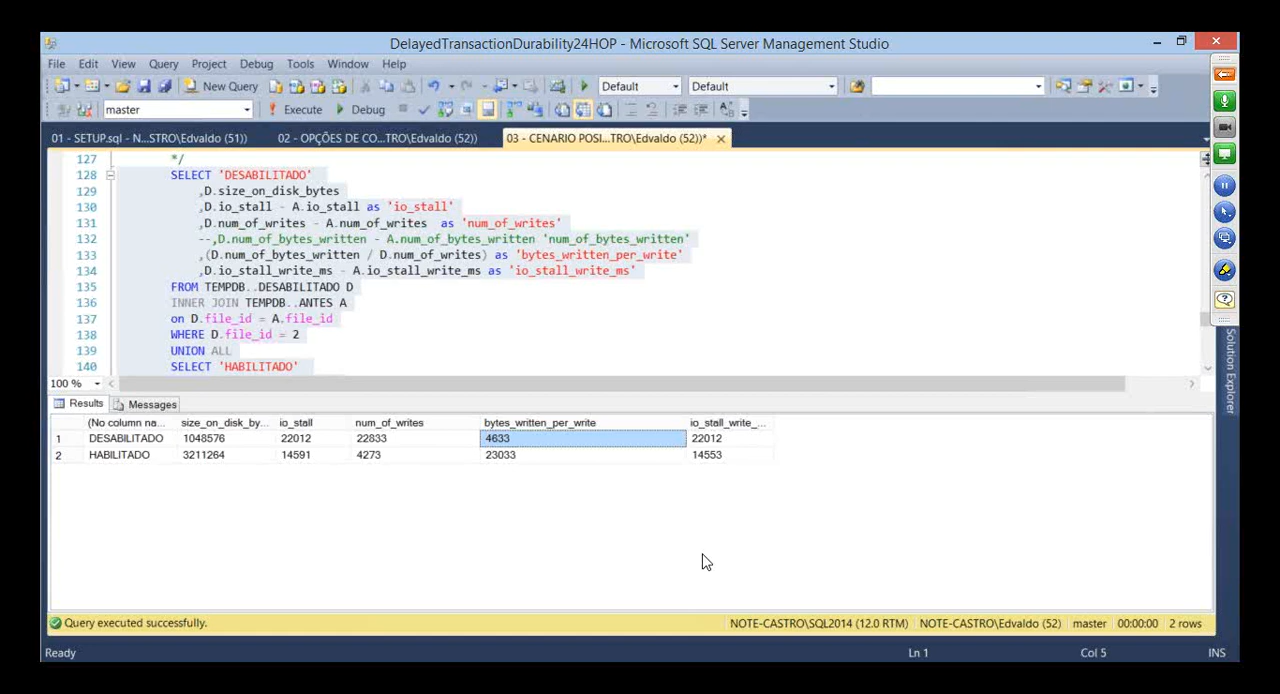 DelayedTransactionDurability24HOP - Microsoft SQL Server Management Studio
File Edit View Query Project Debug Tools Window Help
New Query Default Default
master Execute Debug
01 - SETUP.sql - N...STRO\Edvaldo (51)) 02 - OPÇÕES DE CO...TRO\Edvaldo (52)) 03 - CENARIO POSI...TRO\Edvaldo (52))*
127 */
128 SELECT 'DESABILITADO'
129 ,D.size_on_disk_bytes
130 ,D.io_stall - A.io_stall as 'io_stall'
131 ,D.num_of_writes - A.num_of_writes as 'num_of_writes'
132 --,D.num_of_bytes_written - A.num_of_bytes_written 'num_of_bytes_written'
133 ,(D.num_of_bytes_written / D.num_of_writes) as 'bytes_written_per_write'
134 ,D.io_stall_write_ms - A.io_stall_write_ms as 'io_stall_write_ms'
135 FROM TEMPDB..DESABILITADO D
136 INNER JOIN TEMPDB..ANTES A
137 on D.file_id = A.file_id
138 WHERE D.file_id = 2
139 UNION ALL
140 SELECT 'HABILITADO'
100 %
Solution Explorer
Results Messages
(No column na... size_on_disk_by... io_stall num_of_writes bytes_written_per_write io_stall_write_...
1 DESABILITADO 1048576 22012 22833 4633 22012
2 HABILITADO 3211264 14591 4273 23033 14553
Query executed successfully. NOTE-CASTRO\SQL2014 (12.0 RTM) NOTE-CASTRO\Edvaldo (52) master 00:00:00 2 rows
Ready Ln 1 Col 5 INS